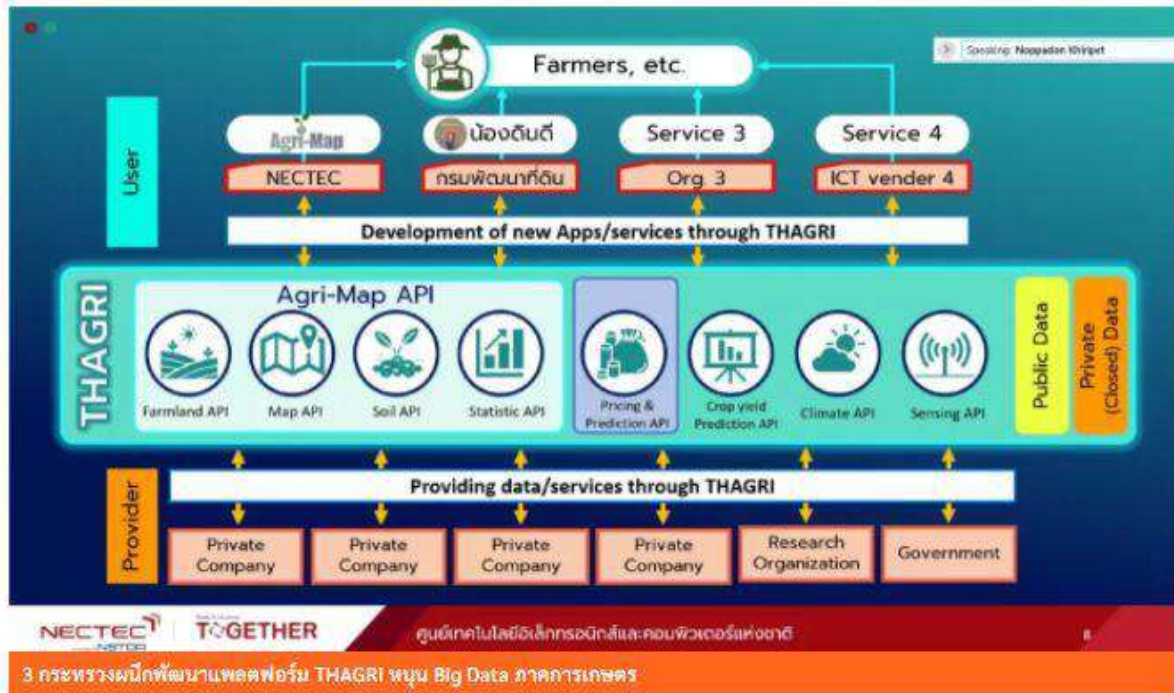 Speaking: Noppadon Khiripet
Farmers, etc.
User
Agri-Map
น้องดินดี
Service 3
Service 4
NECTEC
กรมพัฒนาที่ดิน
Org. 3
ICT vender 4
Development of new Apps/services through THAGRI
THAGRI
Agri-Map API
Farmland API
Map API
Soil API
Statistic API
Pricing &
Prediction API
Crop yield
Prediction API
Climate API
Sensing API
Public Data
Private
(Closed) Data
Provider
Providing data/services through THAGRI
Private
Company
Private
Company
Private
Company
Private
Company
Research
Organization
Government
NECTEC
NSTDA
TOGETHER
ศูนย์เทคโนโลยีอิเล็กทรอนิกส์และคอมพิวเตอร์แห่งชาติ
8
3 กระทรวงผนึกพัฒนาแพลตฟอร์ม THAGRI หนุน Big Data ภาคการเกษตร